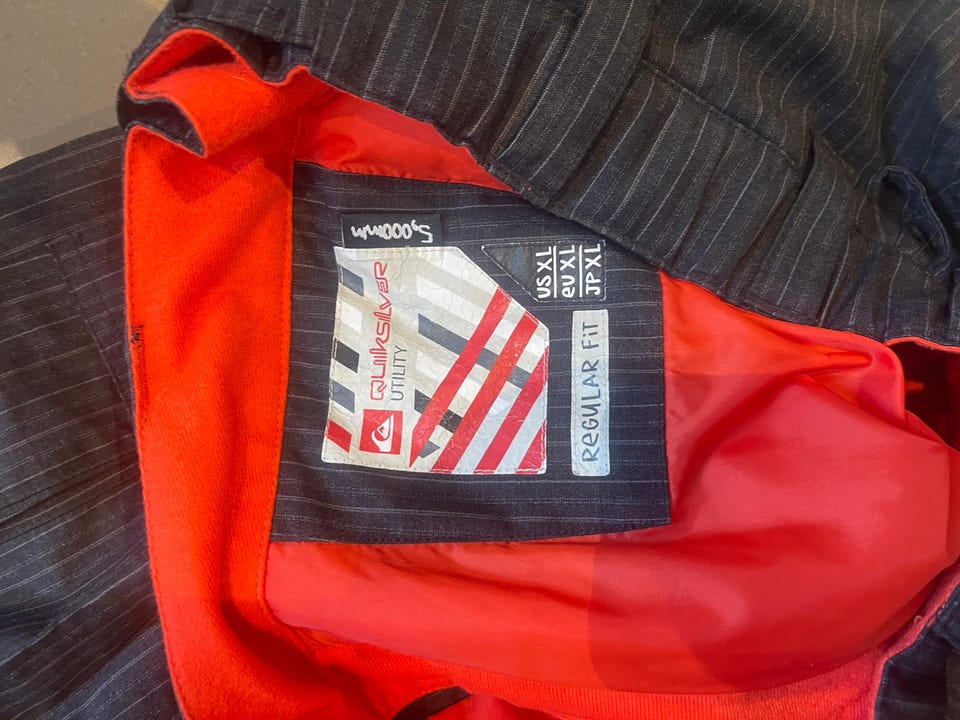 5,000mm
QUIKSILVER
UTILITY
US XL
eU XL
JP XL
ReGULAR FiT